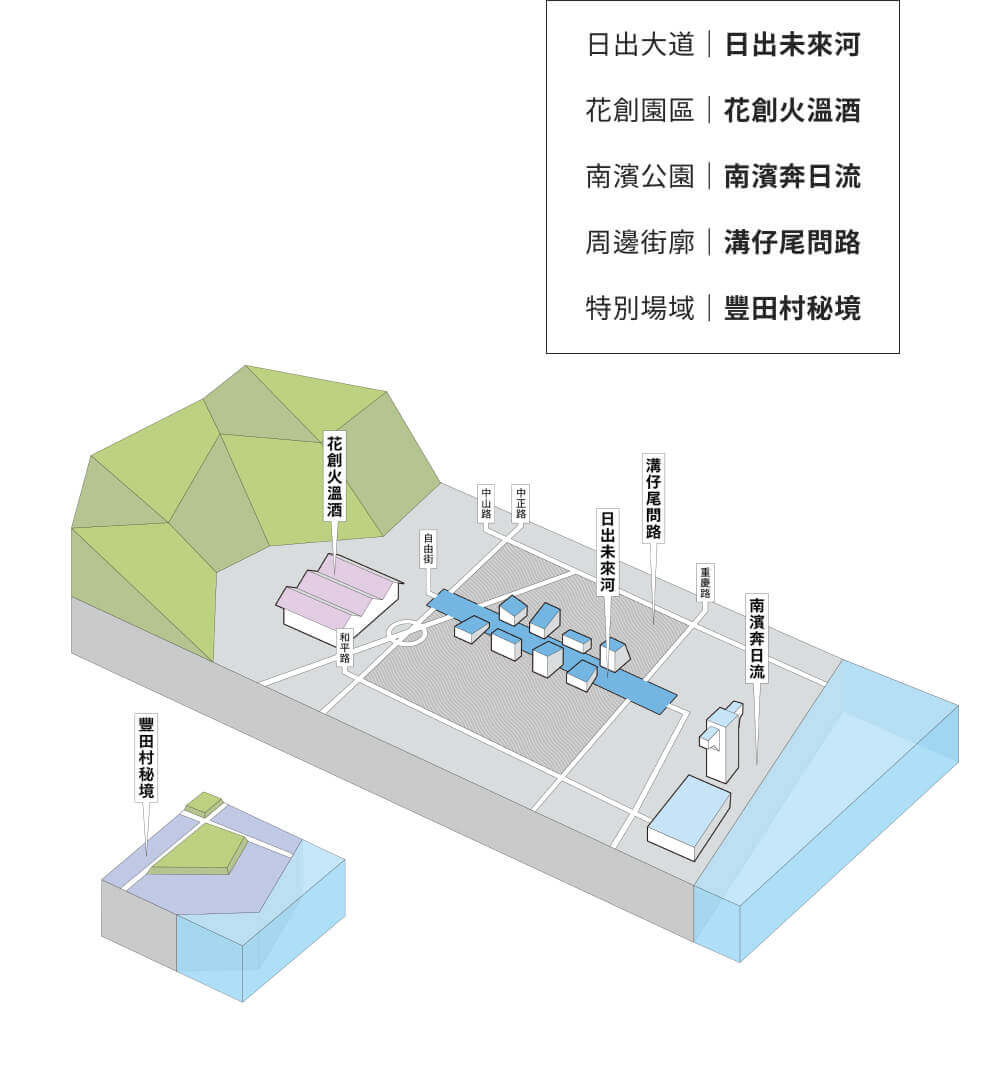 日出大道｜日出未來河
花創園區｜花創火溫酒
南濱公園｜南濱奔日流
周邊街廓｜溝仔尾問路
特別場域｜豐田村秘境
花創火溫酒
溝仔尾問路
中山路
中正路
日出未來河
自由街
重慶路
南濱奔日流
和平路
豐田村秘境